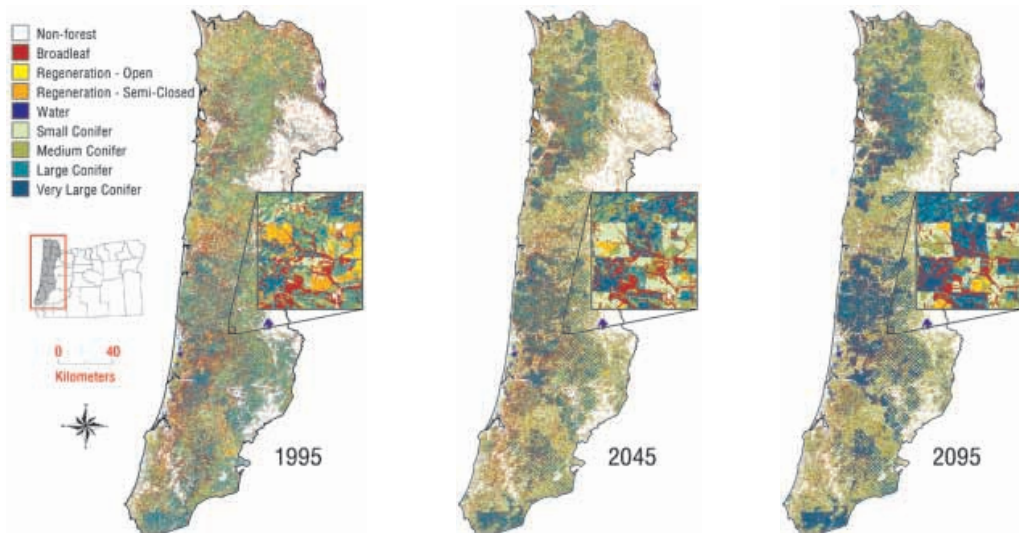 Non-forest
Broadleaf
Regeneration - Open
Regeneration - Semi-Closed
Water
Small Conifer
Medium Conifer
Large Conifer
Very Large Conifer
0 40
Kilometers
1995
2045
2095